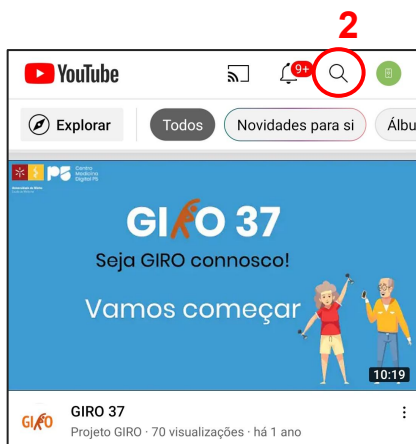 2
YouTube
9+
Explorar
Todos
Novidades para si
Álbu
Centro
Medicina
Digital P5
GIRO 37
Seja GIRO connosco!
Vamos começar
10:19
GIRO
GIRO 37
Projeto GIRO · 70 visualizações · há 1 ano